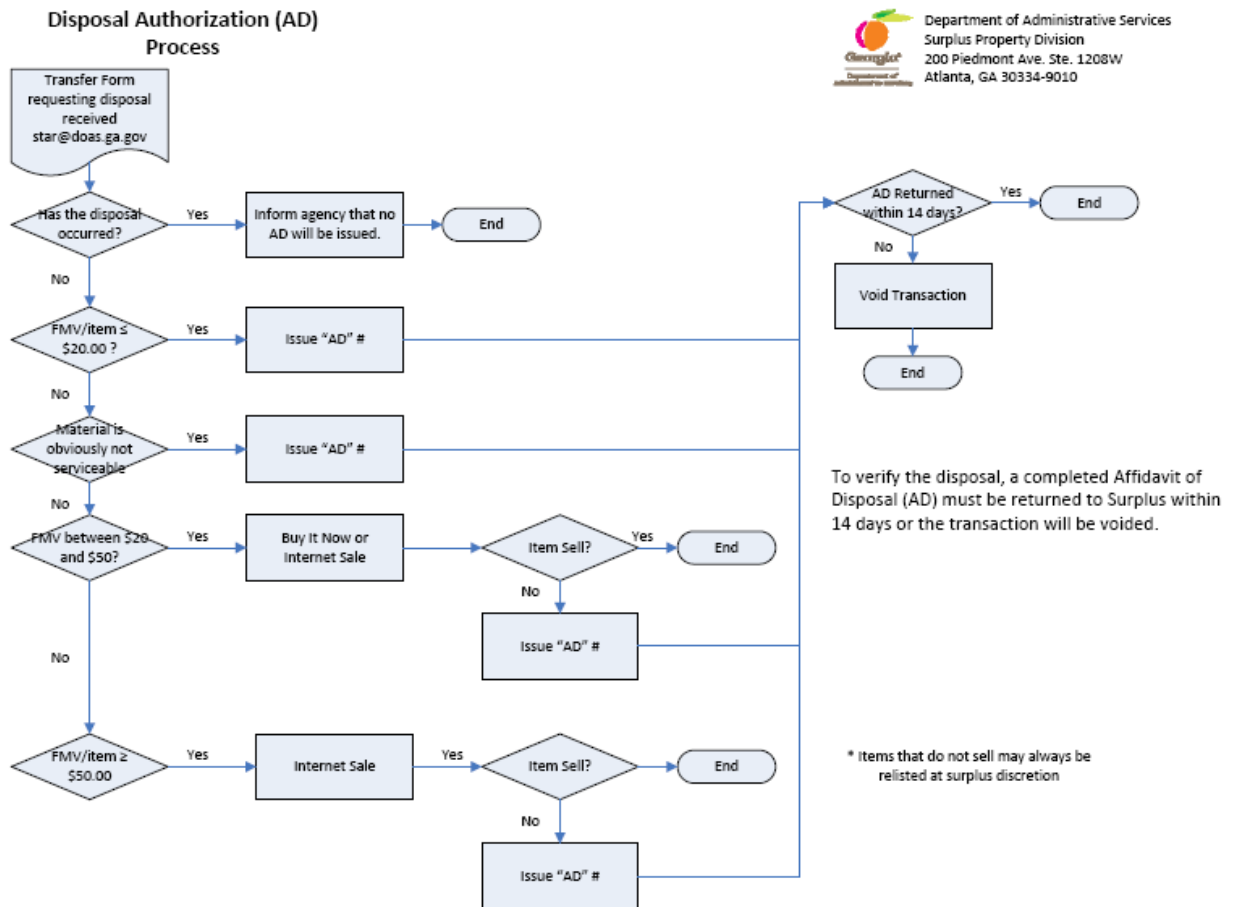 Disposal Authorization (AD)
Process
Department of Administrative Services
Surplus Property Division
200 Piedmont Ave. Ste. 1208W
Atlanta, GA 30334-9010
Georgia
Department of
Transfer Form
requesting disposal
received
star@doas.ga.gov
Has the disposal
occurred?
Yes
Inform agency that no
AD will be issued.
End
AD Returned
within 14 days?
Yes
End
No
Void Transaction
End
No
FMV/item ≤
$20.00 ?
Yes
Issue "AD" #
No
Material is
obviously not
serviceable
Yes
Issue "AD" #
No
To verify the disposal, a completed Affidavit of
Disposal (AD) must be returned to Surplus within
14 days or the transaction will be voided.
FMV between $20
and $50?
Yes
Buy It Now or
Internet Sale
Item Sell?
Yes
End
No
Issue "AD" #
No
FMV/item ≥
$50.00
Yes
Internet Sale
Yes
Item Sell?
End
No
Issue "AD" #
* Items that do not sell may always be
relisted at surplus discretion